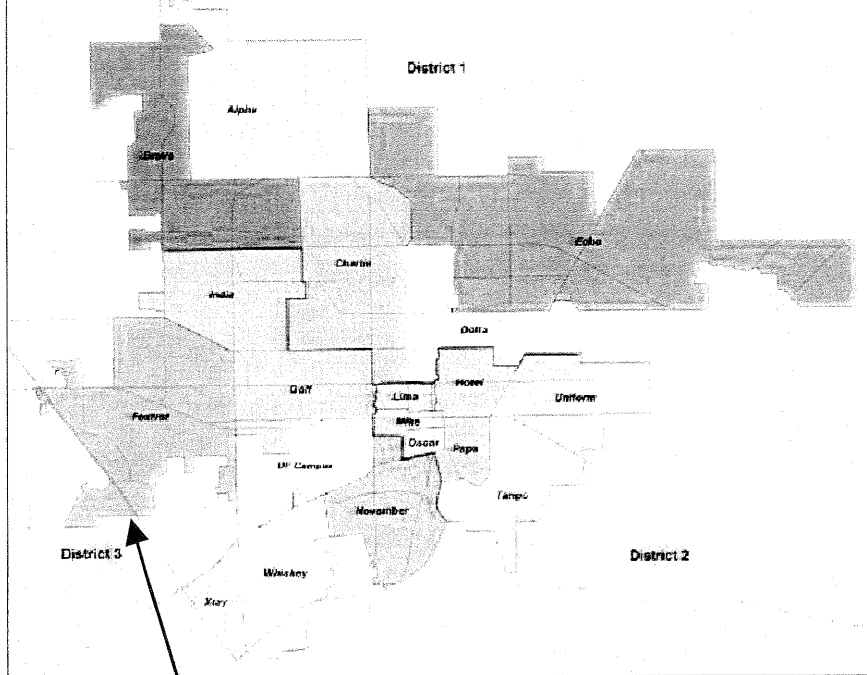 District 1
Alpha
Bravo
Echo
Charlie
India
Delta
Golf
Hotel
Lima
Uniform
Foxtrot
Mike
Oscar
Papa
UF Campus
Tango
November
District 3
District 2
Whiskey
Xray